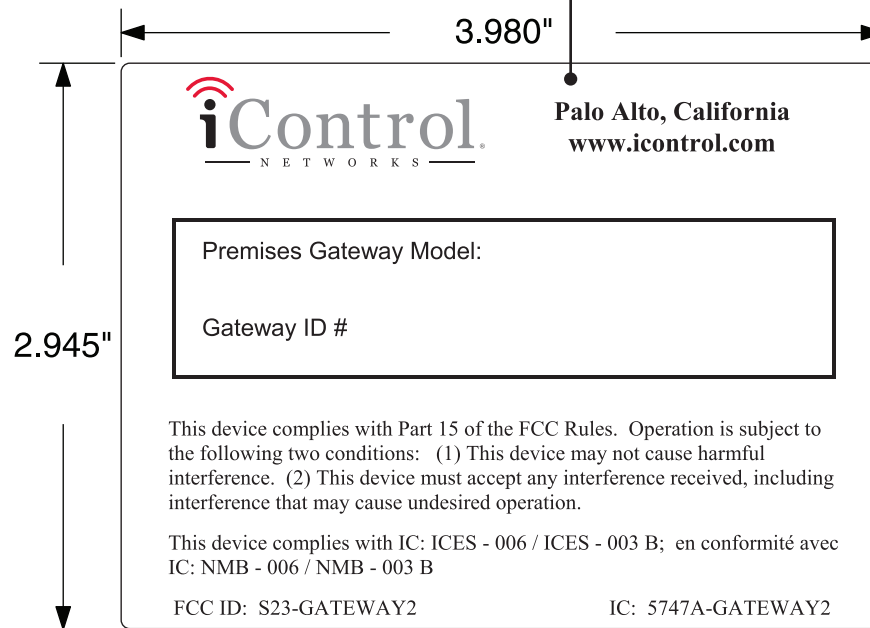 3.980"
iControl®
NETWORKS
Palo Alto, California
www.icontrol.com
Premises Gateway Model:
Gateway ID #
2.945"
This device complies with Part 15 of the FCC Rules.  Operation is subject to
the following two conditions:   (1) This device may not cause harmful
interference.  (2) This device must accept any interference received, including
interference that may cause undesired operation.
This device complies with IC: ICES - 006 / ICES - 003 B;  en conformité avec
IC: NMB - 006 / NMB - 003 B
FCC ID:  S23-GATEWAY2
IC:  5747A-GATEWAY2